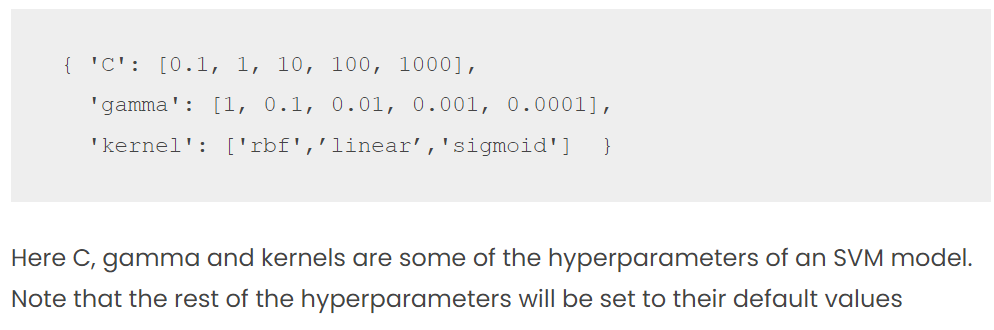 { 'C': [0.1, 1, 10, 100, 1000],
'gamma': [1, 0.1, 0.01, 0.001, 0.0001],
'kernel': ['rbf',’linear’,'sigmoid'] }
Here C, gamma and kernels are some of the hyperparameters of an SVM model.
Note that the rest of the hyperparameters will be set to their default values